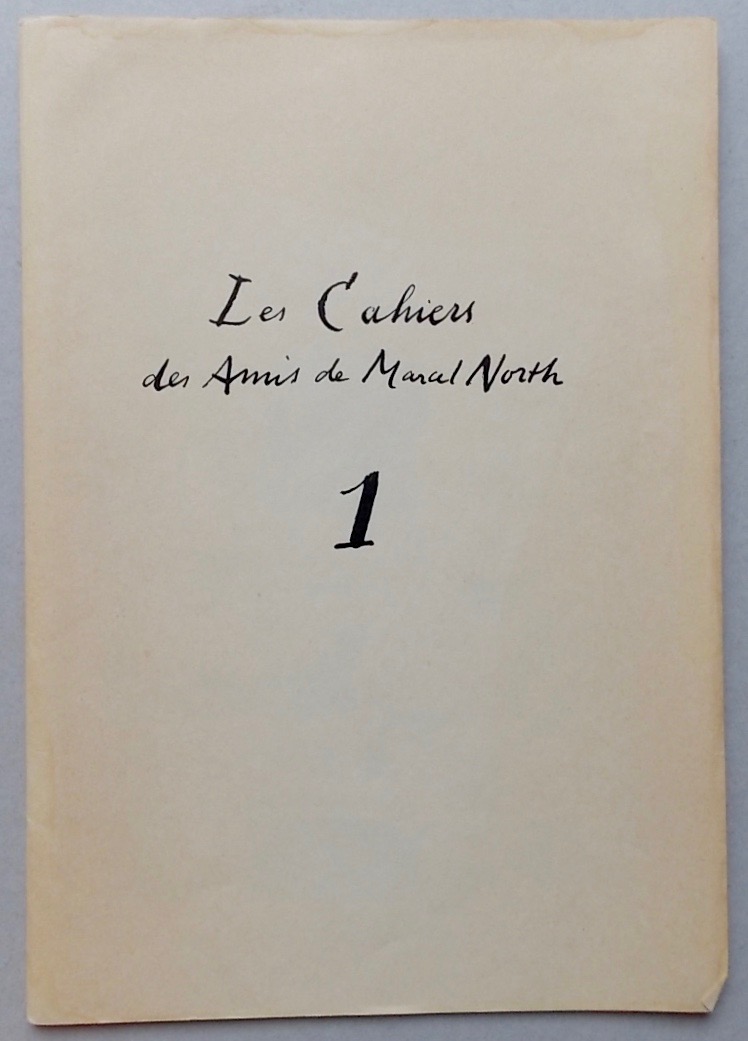 Les Cahiers
des Amis de Marcel North
1